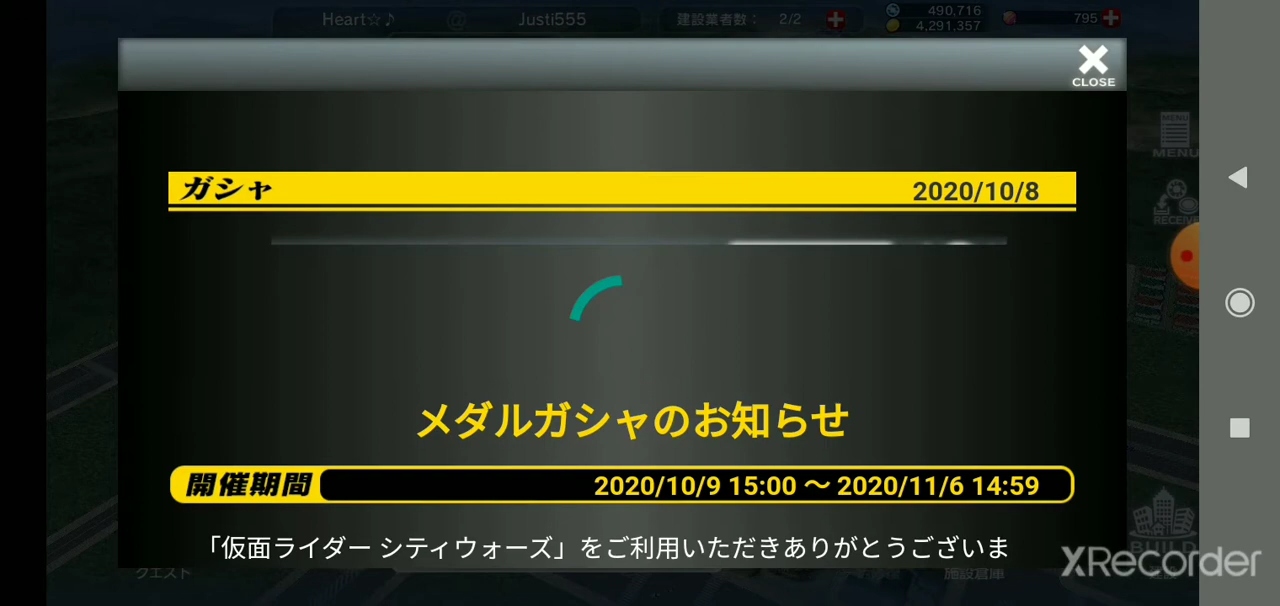 Heart☆♪ @ Justi555 建設業者数： 2/2 490,716 795
4,291,357
CLOSE
MENU
MENU
ガシャ 2020/10/8
RECEIVE
メダルガシャのお知らせ
開催期間 2020/10/9 15:00 〜 2020/11/6 14:59
「仮面ライダー シティウォーズ」をご利用いただきありがとうございま
BUILD
XRecorder
クエスト 施設倉庫